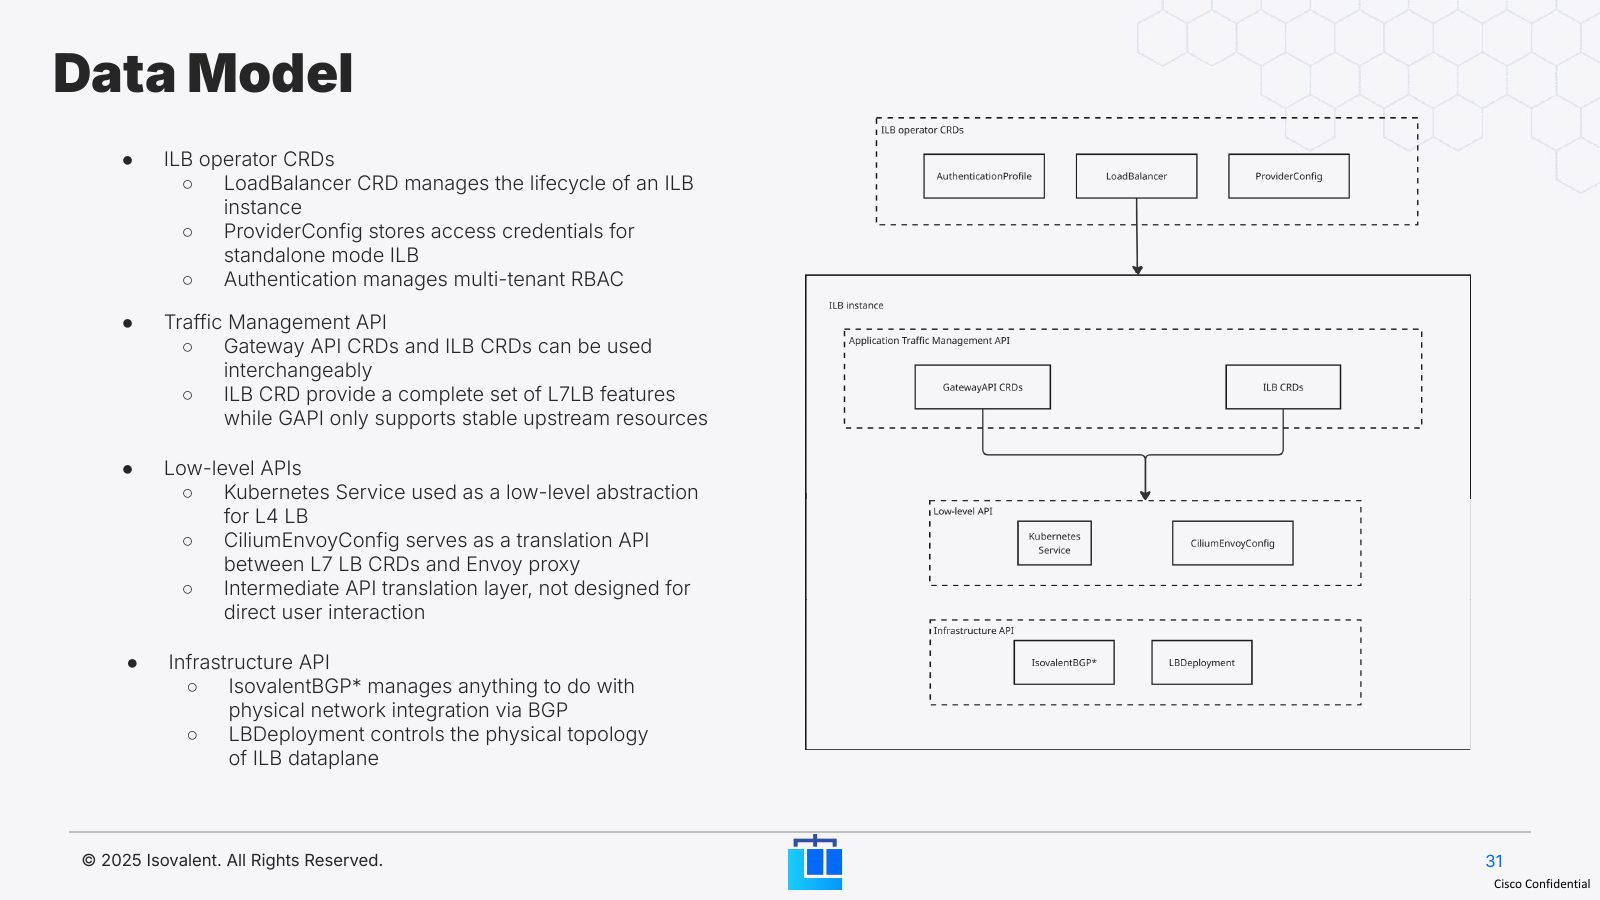 Data Model
● ILB operator CRDs
○ LoadBalancer CRD manages the lifecycle of an ILB
instance
○ ProviderConfig stores access credentials for
standalone mode ILB
○ Authentication manages multi-tenant RBAC
● Traffic Management API
○ Gateway API CRDs and ILB CRDs can be used
interchangeably
○ ILB CRD provide a complete set of L7LB features
while GAPI only supports stable upstream resources
● Low-level APIs
○ Kubernetes Service used as a low-level abstraction
for L4 LB
○ CiliumEnvoyConfig serves as a translation API
between L7 LB CRDs and Envoy proxy
○ Intermediate API translation layer, not designed for
direct user interaction
● Infrastructure API
○ IsovalentBGP* manages anything to do with
physical network integration via BGP
○ LBDeployment controls the physical topology
of ILB dataplane
ILB operator CRDs
AuthenticationProfile
LoadBalancer
ProviderConfig
ILB instance
Application Traffic Management API
GatewayAPI CRDs
ILB CRDs
Low-level API
Kubernetes
Service
CiliumEnvoyConfig
Infrastructure API
IsovalentBGP*
LBDeployment
© 2025 Isovalent. All Rights Reserved.
31
Cisco Confidential